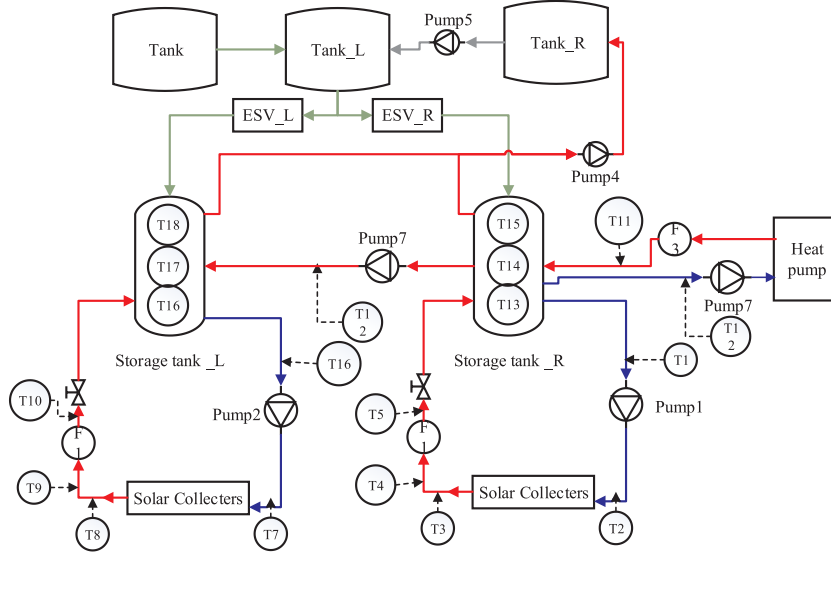 Pump5
Tank
Tank_L
Tank_R
ESV_L
ESV_R
Pump4
T18
T15
T11
F
3
Pump7
T17
T14
Heat
pump
T16
T13
Pump7
T1
2
T1
2
Storage tank _L
T16
Storage tank _R
T1
T10
Pump2
T5
Pump1
F
1
F
1
T9
Solar Collecters
T4
Solar Collecters
T8
T7
T3
T2